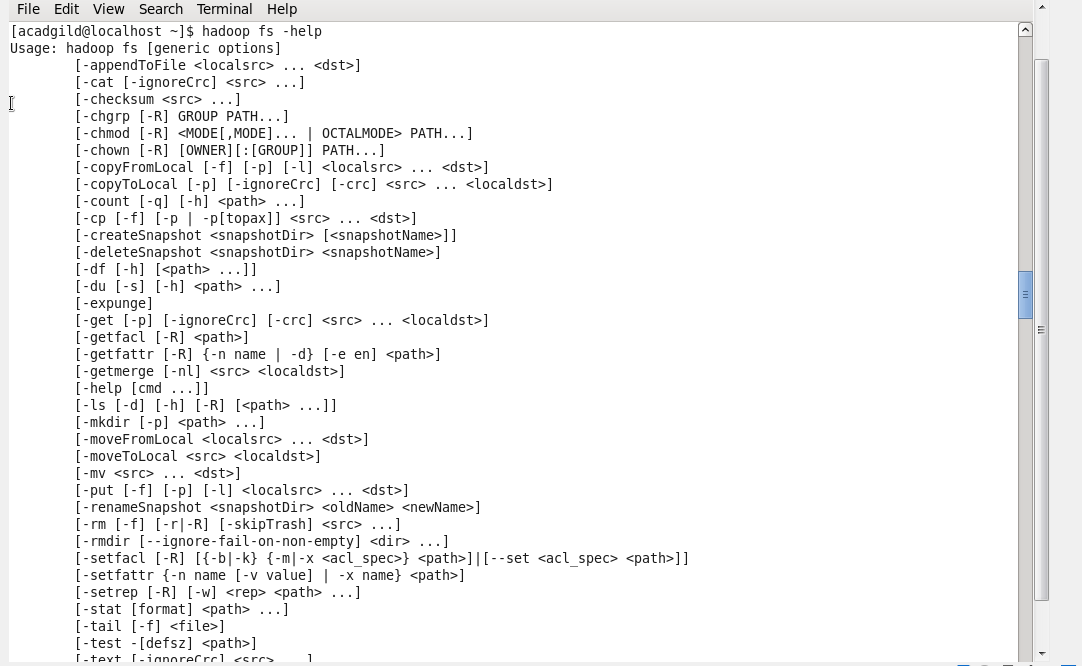 File Edit View Search Terminal Help
[acadgild@localhost ~]$ hadoop fs -help
Usage: hadoop fs [generic options]
        [-appendToFile <localsrc> ... <dst>]
        [-cat [-ignoreCrc] <src> ...]
        [-checksum <src> ...]
        [-chgrp [-R] GROUP PATH...]
        [-chmod [-R] <MODE[,MODE]... | OCTALMODE> PATH...]
        [-chown [-R] [OWNER][:[GROUP]] PATH...]
        [-copyFromLocal [-f] [-p] [-l] <localsrc> ... <dst>]
        [-copyToLocal [-p] [-ignoreCrc] [-crc] <src> ... <localdst>]
        [-count [-q] [-h] <path> ...]
        [-cp [-f] [-p | -p[topax]] <src> ... <dst>]
        [-createSnapshot <snapshotDir> [<snapshotName>]]
        [-deleteSnapshot <snapshotDir> <snapshotName>]
        [-df [-h] [<path> ...]]
        [-du [-s] [-h] <path> ...]
        [-expunge]
        [-get [-p] [-ignoreCrc] [-crc] <src> ... <localdst>]
        [-getfacl [-R] <path>]
        [-getfattr [-R] {-n name | -d} [-e en] <path>]
        [-getmerge [-nl] <src> <localdst>]
        [-help [cmd ...]]
        [-ls [-d] [-h] [-R] [<path> ...]]
        [-mkdir [-p] <path> ...]
        [-moveFromLocal <localsrc> ... <dst>]
        [-moveToLocal <src> <localdst>]
        [-mv <src> ... <dst>]
        [-put [-f] [-p] [-l] <localsrc> ... <dst>]
        [-renameSnapshot <snapshotDir> <oldName> <newName>]
        [-rm [-f] [-r|-R] [-skipTrash] <src> ...]
        [-rmdir [--ignore-fail-on-non-empty] <dir> ...]
        [-setfacl [-R] [{-b|-k} {-m|-x <acl_spec>} <path>]|[--set <acl_spec> <path>]]
        [-setfattr {-n name [-v value] | -x name} <path>]
        [-setrep [-R] [-w] <rep> <path> ...]
        [-stat [format] <path> ...]
        [-tail [-f] <file>]
        [-test -[defsz] <path>]
        [-text [-ignoreCrc] <src> ...]